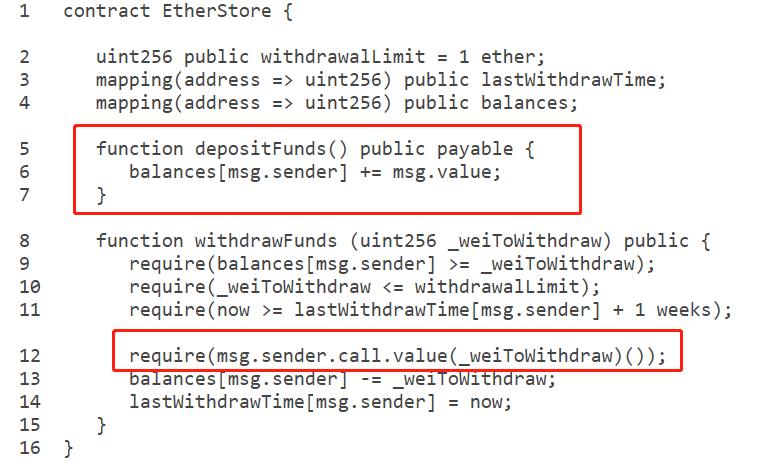 1 contract EtherStore {
2 uint256 public withdrawalLimit = 1 ether;
3 mapping(address => uint256) public lastWithdrawTime;
4 mapping(address => uint256) public balances;
5 function depositFunds() public payable {
6 balances[msg.sender] += msg.value;
7 }
8 function withdrawFunds (uint256 _weiToWithdraw) public {
9 require(balances[msg.sender] >= _weiToWithdraw);
10 require(_weiToWithdraw <= withdrawalLimit);
11 require(now >= lastWithdrawTime[msg.sender] + 1 weeks);
12 require(msg.sender.call.value(_weiToWithdraw)());
13 balances[msg.sender] -= _weiToWithdraw;
14 lastWithdrawTime[msg.sender] = now;
15 }
16 }